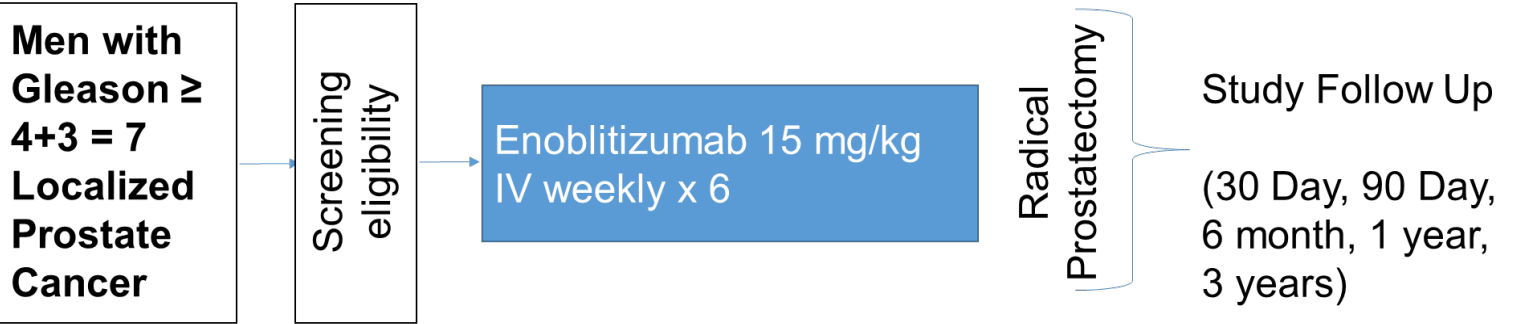 Men with
Gleason ≥
4+3 = 7
Localized
Prostate
Cancer
Screening
eligibility
Enoblitizumab 15 mg/kg
IV weekly x 6
Radical
Prostatectomy
Study Follow Up
(30 Day, 90 Day,
6 month, 1 year,
3 years)